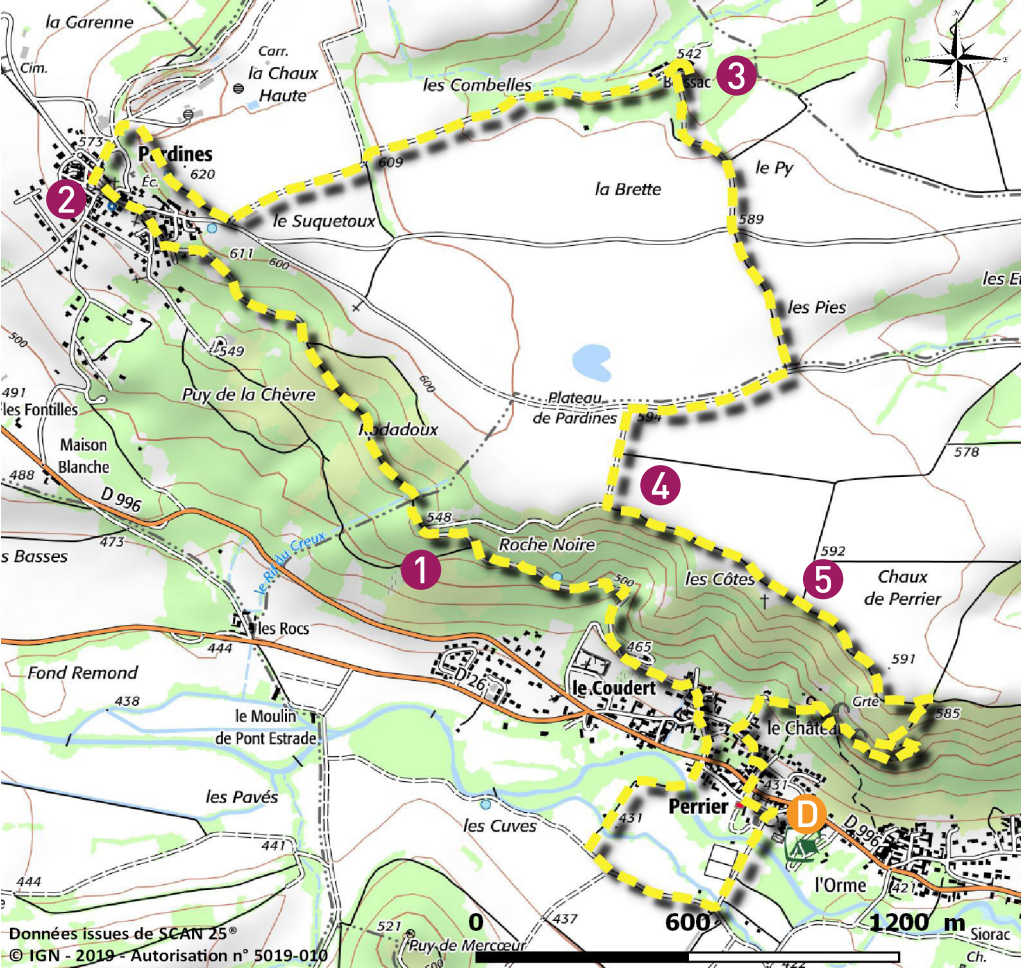 la Garenne
Cim.
Carr.
la Chaux
Haute
573
Pardines
620
Éc.
2
les Combelles
542
3
N
O
E
S
609
le Py
la Brette
le Suquetoux
589
611
600
les Pies
500
549
600
Puy de la Chèvre
Plateau
de Pardines
594
491
les Fontilles
Rodadoux
Maison
Blanche
578
488
D 996
4
548
473
Roche Noire
592
s Basses
le Rif du Creux
1
500
les Côtes
5
Chaux
de Perrier
les Rocs
444
465
591
Fond Remond
D 26
le Coudert
Grte
585
438
le Moulin
de Pont Estrade
le Château
431
les Pavés
Perrier
D
431
les Cuves
D 996
441
444
l'Orme
421
0
600
1200 m
437
521
Données issues de SCAN 25®
Siorac
© IGN - 2019 - Autorisation n° 5019-010
Puy de Mercœur
500
422
Ch.